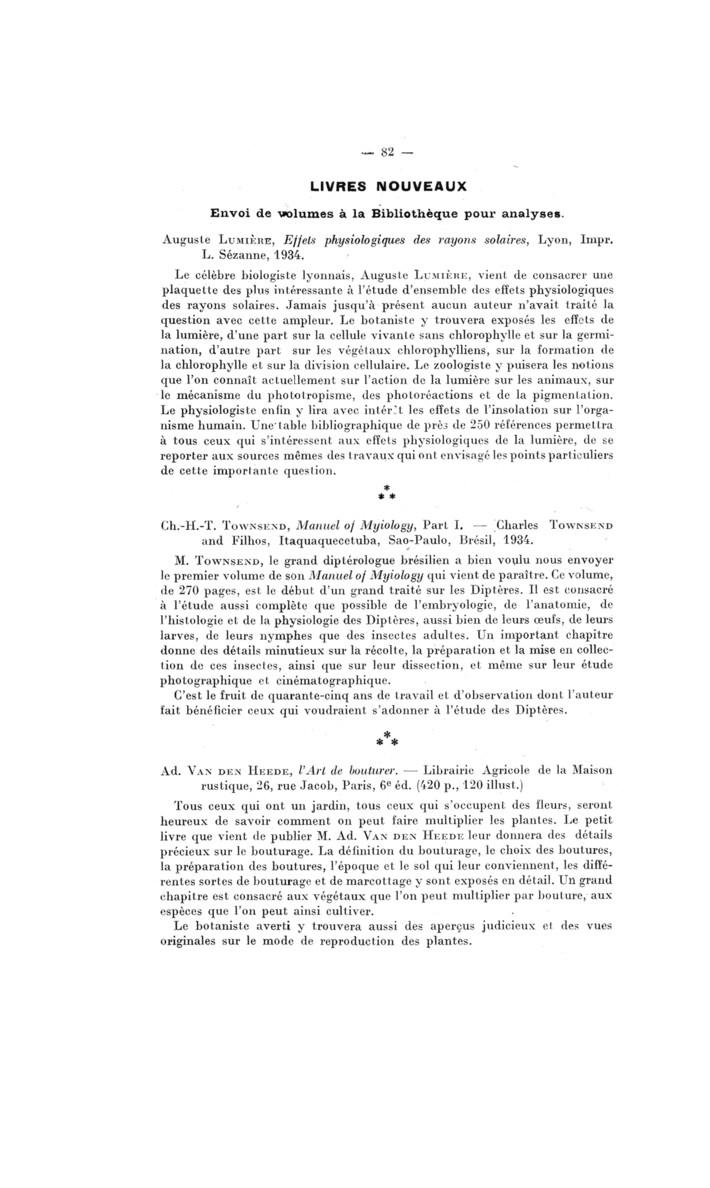 — 82 —
LIVRES NOUVEAUX
Envoi de volumes à la Bibliothèque pour analyses.
Auguste LUMIÈRE, Effets physiologiques des rayons solaires, Lyon, Impr.
L. Sézanne, 1934.
Le célèbre biologiste lyonnais, Auguste LUMIÈRE, vient de consacrer une
plaquette des plus intéressante à l'étude d'ensemble des effets physiologiques
des rayons solaires. Jamais jusqu'à présent aucun auteur n'avait traité la
question avec cette ampleur. Le botaniste y trouvera exposés les effets de
la lumière, d'une part sur la cellule vivante sans chlorophylle et sur la germi-
nation, d'autre part sur les végétaux chlorophylliens, sur la formation de
la chlorophylle et sur la division cellulaire. Le zoologiste y puisera les notions
que l'on connaît actuellement sur l'action de la lumière sur les animaux, sur
le mécanisme du phototropisme, des photoréactions et de la pigmentation.
Le physiologiste enfin y lira avec intérêt les effets de l'insolation sur l'orga-
nisme humain. Une table bibliographique de près de 250 références permettra
à tous ceux qui s'intéressent aux effets physiologiques de la lumière, de se
reporter aux sources mêmes des travaux qui ont envisagé les points particuliers
de cette importante question.
*
* *
Ch.-H.-T. TOWNSEND, Manuel of Myiology, Part I. — Charles TOWNSEND
and Filhos, Itaquaquecetuba, Sao-Paulo, Brésil, 1934.
M. TOWNSEND, le grand diptérologue brésilien a bien voulu nous envoyer
le premier volume de son Manuel of Myiology qui vient de paraître. Ce volume,
de 270 pages, est le début d'un grand traité sur les Diptères. Il est consacré
à l'étude aussi complète que possible de l'embryologie, de l'anatomie, de
l'histologie et de la physiologie des Diptères, aussi bien de leurs œufs, de leurs
larves, de leurs nymphes que des insectes adultes. Un important chapitre
donne des détails minutieux sur la récolte, la préparation et la mise en collec-
tion de ces insectes, ainsi que sur leur dissection, et même sur leur étude
photographique et cinématographique.
C'est le fruit de quarante-cinq ans de travail et d'observation dont l'auteur
fait bénéficier ceux qui voudraient s'adonner à l'étude des Diptères.
*
* *
Ad. VAN DEN HEEDE, l'Art de bouturer. — Librairie Agricole de la Maison
rustique, 26, rue Jacob, Paris, 6e éd. (420 p., 120 illust.)
Tous ceux qui ont un jardin, tous ceux qui s'occupent des fleurs, seront
heureux de savoir comment on peut faire multiplier les plantes. Le petit
livre que vient de publier M. Ad. VAN DEN HEEDE leur donnera des détails
précieux sur le bouturage. La définition du bouturage, le choix des boutures,
la préparation des boutures, l'époque et le sol qui leur conviennent, les diffé-
rentes sortes de bouturage et de marcottage y sont exposés en détail. Un grand
chapitre est consacré aux végétaux que l'on peut multiplier par bouture, aux
espèces que l'on peut ainsi cultiver.
Le botaniste averti y trouvera aussi des aperçus judicieux et des vues
originales sur le mode de reproduction des plantes.